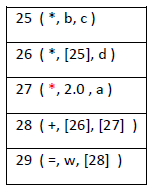 25 ( *, b, c )
26 ( *, [25], d )
27 ( *, 2.0 , a )
28 ( +, [26], [27] )
29 ( =, w, [28] )